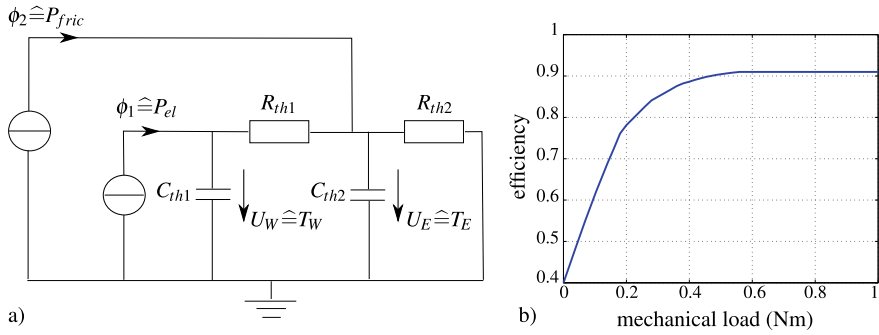 ϕ2≙Pfric
ϕ1≙Pel
Rth1
Rth2
Cth1
Cth2
UW≙TW
UE≙TE
a)
1
0.9
0.8
0.7
0.6
0.5
0.4
efficiency
0 0.2 0.4 0.6 0.8 1
mechanical load (Nm)
b)